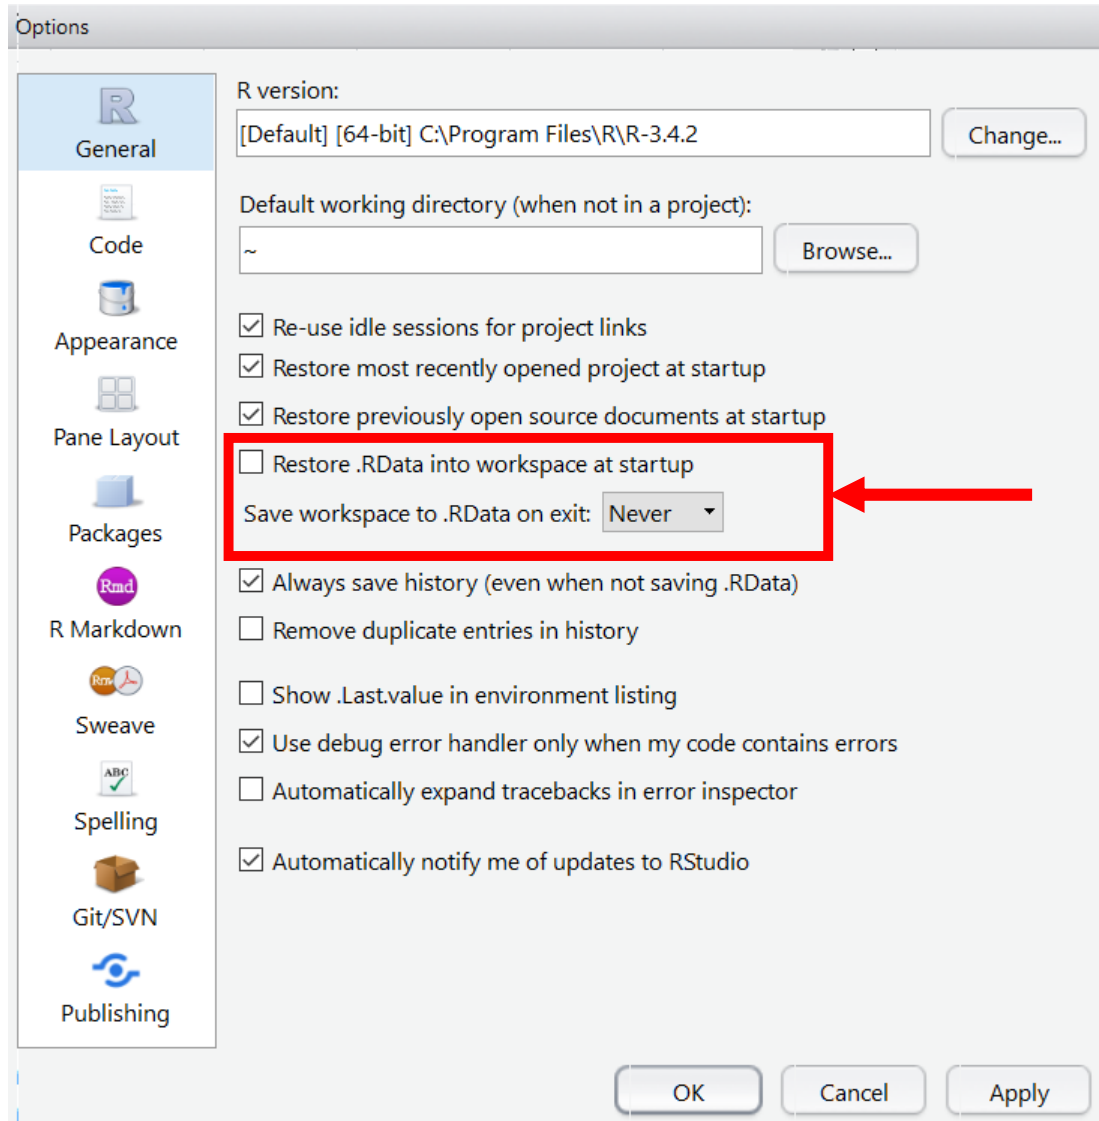 Options
R
General
Code
Appearance
Pane Layout
Packages
Rmd
R Markdown
Rnw
Sweave
ABC
Spelling
Git/SVN
Publishing
R version:
[Default] [64-bit] C:\Program Files\R\R-3.4.2
Change...
Default working directory (when not in a project):
~
Browse...
Re-use idle sessions for project links
Restore most recently opened project at startup
Restore previously open source documents at startup
Restore .RData into workspace at startup
Save workspace to .RData on exit: Never
Always save history (even when not saving .RData)
Remove duplicate entries in history
Show .Last.value in environment listing
Use debug error handler only when my code contains errors
Automatically expand tracebacks in error inspector
Automatically notify me of updates to RStudio
OK
Cancel
Apply